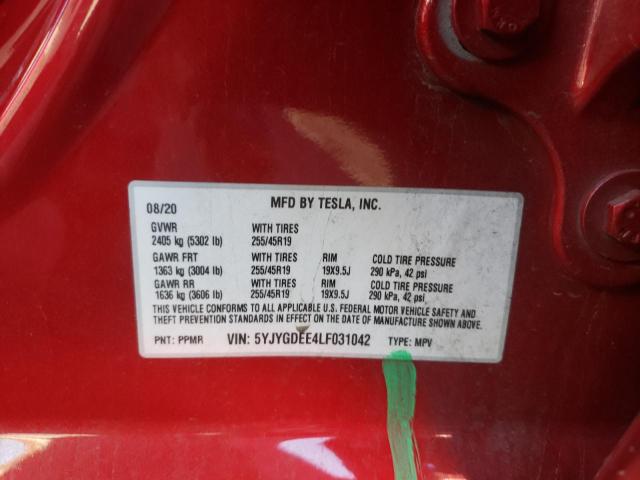 MFD BY TESLA, INC.
08/20
GVWR WITH TIRES
2405 kg (5302 lb) 255/45R19
GAWR FRT WITH TIRES RIM COLD TIRE PRESSURE
1363 kg (3004 lb) 255/45R19 19X9.5J 290 kPa, 42 psi
GAWR RR WITH TIRES RIM COLD TIRE PRESSURE
1636 kg (3606 lb) 255/45R19 19X9.5J 290 kPa, 42 psi
THIS VEHICLE CONFORMS TO ALL APPLICABLE U.S. FEDERAL MOTOR VEHICLE SAFETY AND
THEFT PREVENTION STANDARDS IN EFFECT ON THE DATE OF MANUFACTURE SHOWN ABOVE.
PNT: PPMR VIN: 5YJYGDEE4LF031042 TYPE: MPV